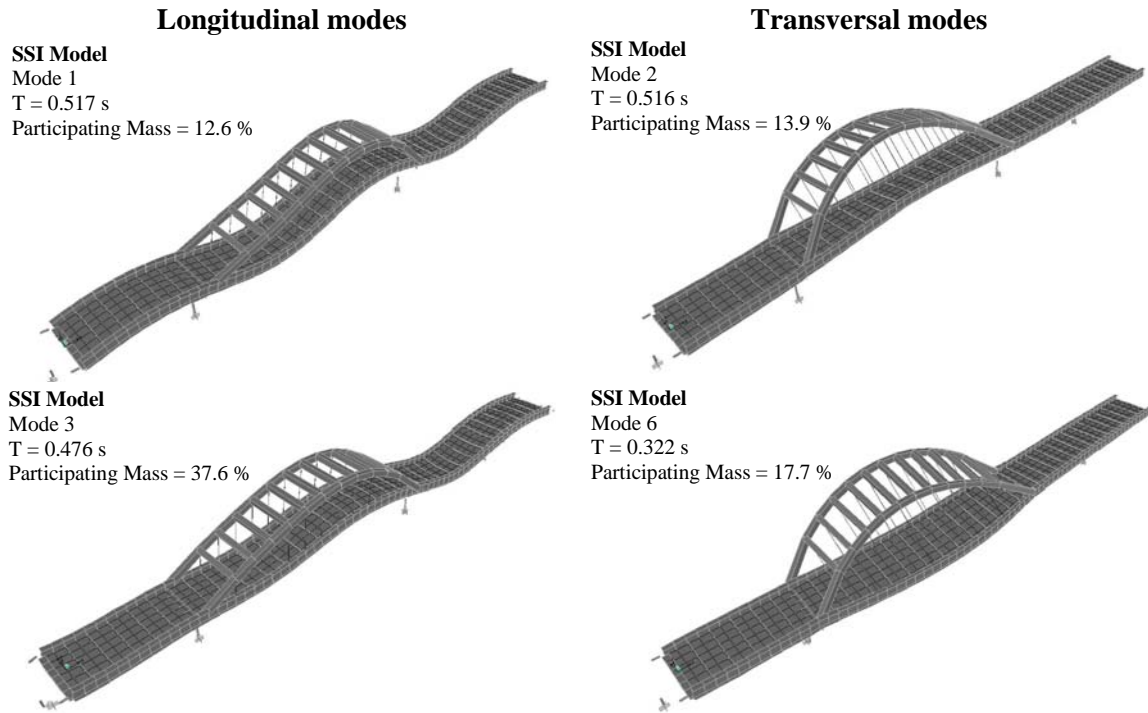 Longitudinal modes
Transversal modes
SSI Model
Mode 1
T = 0.517 s
Participating Mass = 12.6 %
SSI Model
Mode 2
T = 0.516 s
Participating Mass = 13.9 %
SSI Model
Mode 3
T = 0.476 s
Participating Mass = 37.6 %
SSI Model
Mode 6
T = 0.322 s
Participating Mass = 17.7 %